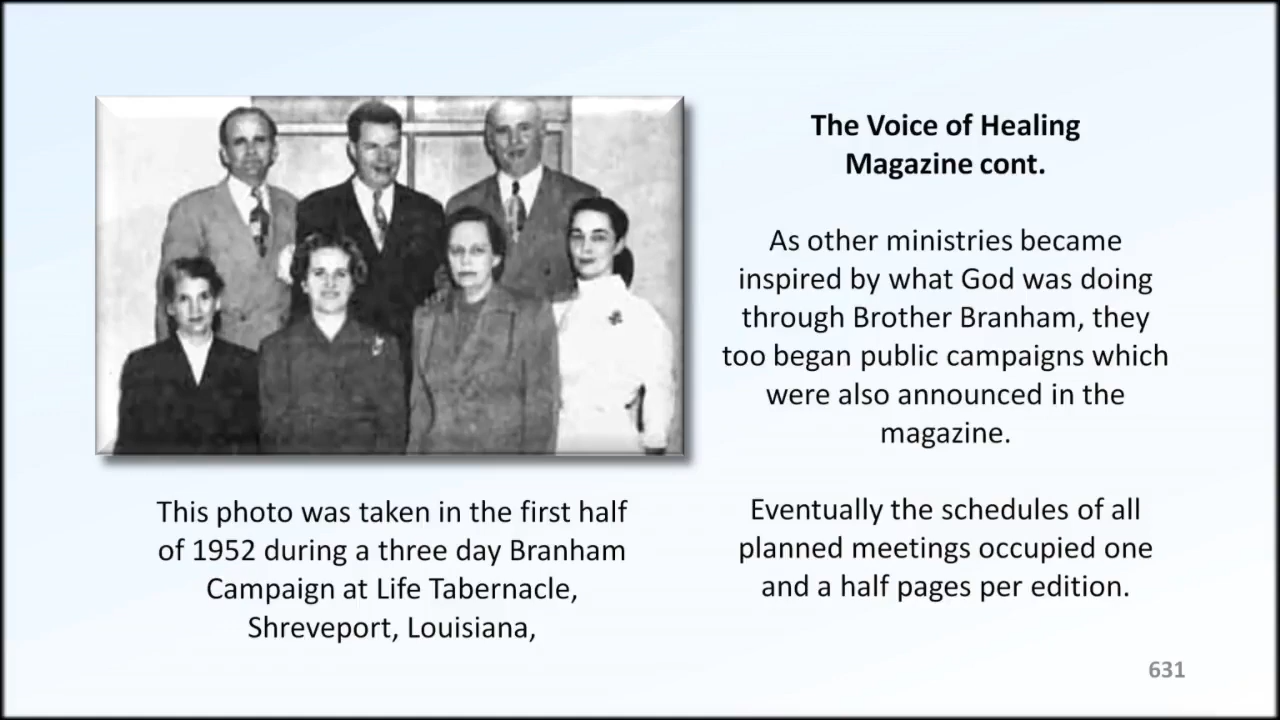 The Voice of Healing
Magazine cont.
As other ministries became
inspired by what God was doing
through Brother Branham, they
too began public campaigns which
were also announced in the
magazine.
Eventually the schedules of all
planned meetings occupied one
and a half pages per edition.
This photo was taken in the first half
of 1952 during a three day Branham
Campaign at Life Tabernacle,
Shreveport, Louisiana,
631